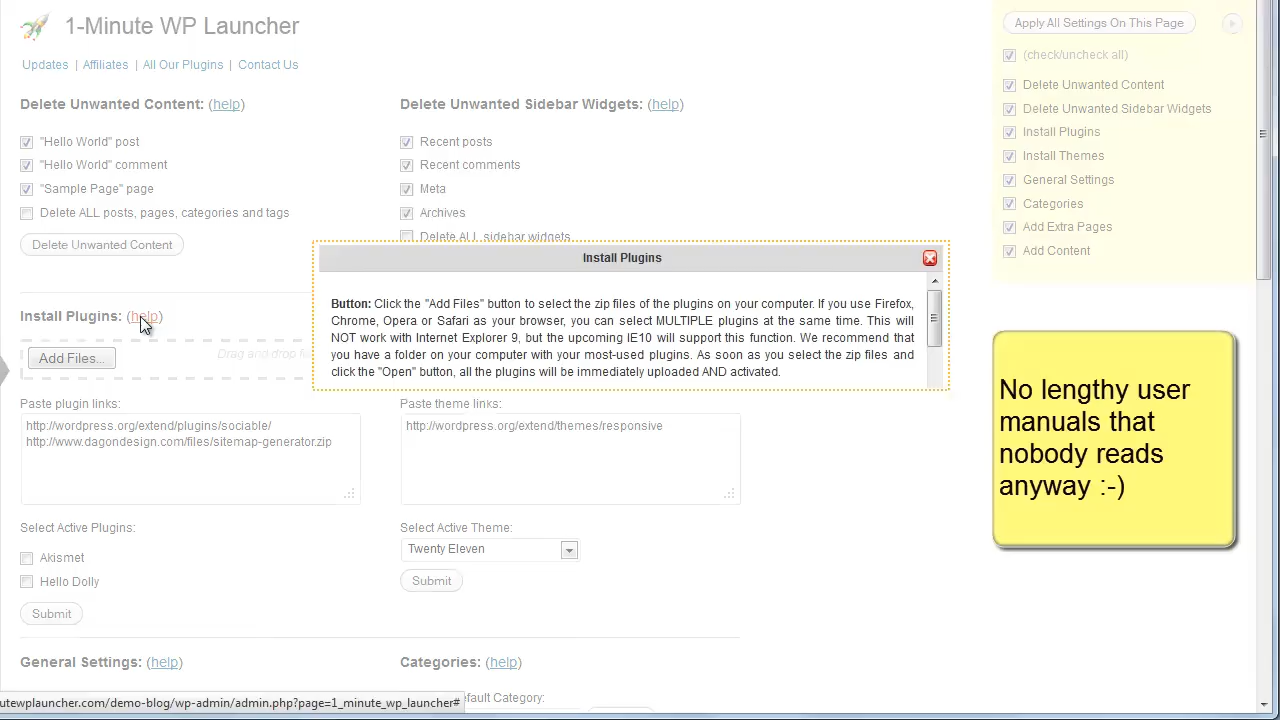 1-Minute WP Launcher
Updates | Affiliates | All Our Plugins | Contact Us
Delete Unwanted Content: (help)
"Hello World" post
"Hello World" comment
"Sample Page" page
Delete ALL posts, pages, categories and tags
Delete Unwanted Content
Delete Unwanted Sidebar Widgets: (help)
Recent posts
Recent comments
Meta
Archives
Delete ALL sidebar widgets
Apply All Settings On This Page
(check/uncheck all)
Delete Unwanted Content
Delete Unwanted Sidebar Widgets
Install Plugins
Install Themes
General Settings
Categories
Add Extra Pages
Add Content
Install Plugins
Button: Click the "Add Files" button to select the zip files of the plugins on your computer. If you use Firefox,
Chrome, Opera or Safari as your browser, you can select MULTIPLE plugins at the same time. This will
NOT work with Internet Explorer 9, but the upcoming IE10 will support this function. We recommend that
you have a folder on your computer with your most-used plugins. As soon as you select the zip files and
click the "Open" button, all the plugins will be immediately uploaded AND activated.
Install Plugins: (help)
Add Files...
Drag and drop
Paste plugin links:
http://wordpress.org/extend/plugins/sociable/
http://www.dagondesign.com/files/sitemap-generator.zip
Select Active Plugins:
Akismet
Hello Dolly
Submit
Paste theme links:
http://wordpress.org/extend/themes/responsive
Select Active Theme:
Twenty Eleven
Submit
No lengthy user
manuals that
nobody reads
anyway :-)
General Settings: (help)
Categories: (help)
efault Category:
utewplauncher.com/demo-blog/wp-admin/admin.php?page=1_minute_wp_launcher#